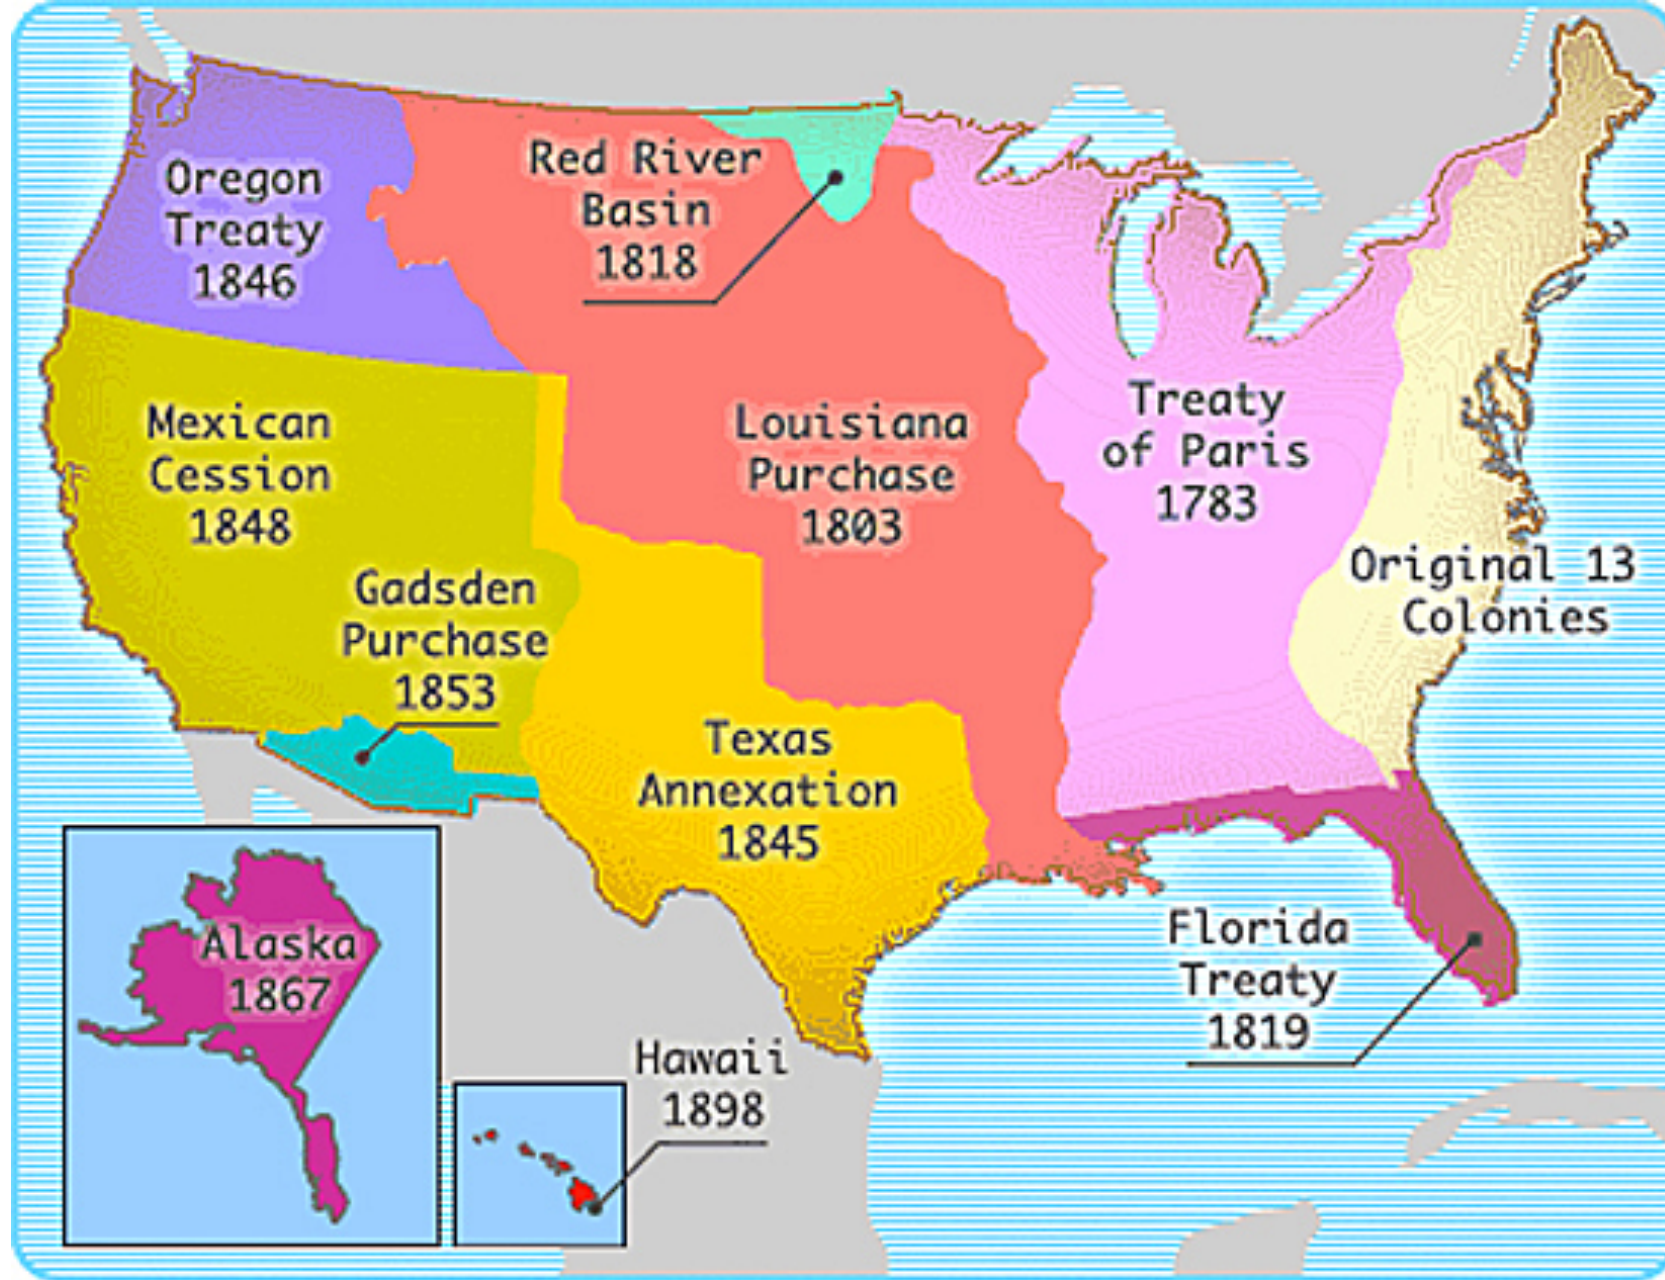 Oregon
Treaty
1846
Red River
Basin
1818
Mexican
Cession
1848
Gadsden
Purchase
1853
Louisiana
Purchase
1803
Treaty
of Paris
1783
Original 13
Colonies
Texas
Annexation
1845
Florida
Treaty
1819
Alaska
1867
Hawaii
1898